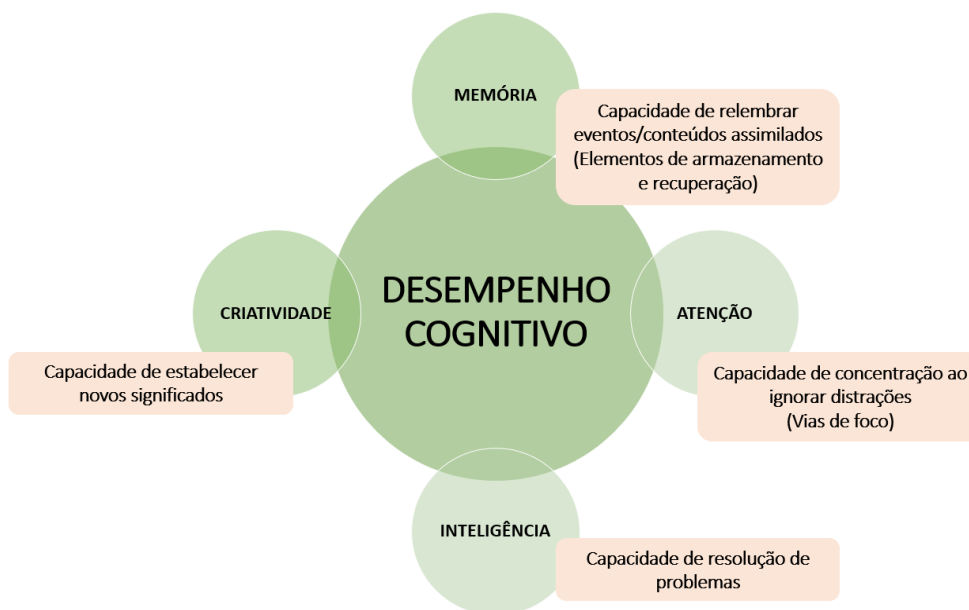 MEMÓRIA
Capacidade de relembrar
eventos/conteúdos assimilados
(Elementos de armazenamento
e recuperação)
DESEMPENHO
COGNITIVO
CRIATIVIDADE
Capacidade de estabelecer
novos significados
ATENÇÃO
Capacidade de concentração ao
ignorar distrações
(Vias de foco)
INTELIGÊNCIA
Capacidade de resolução de
problemas